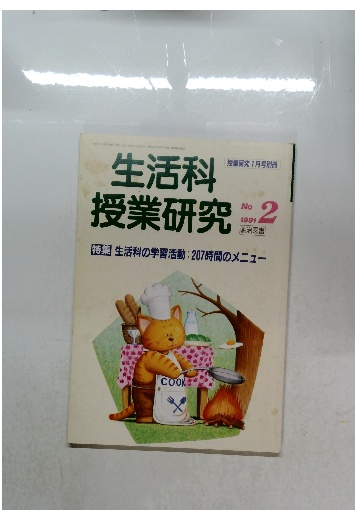 生活科
授業研究
授業研究1月号別冊
No 2
1991
明治図書
特集 生活科の学習活動:207時間のメニュー
COOK